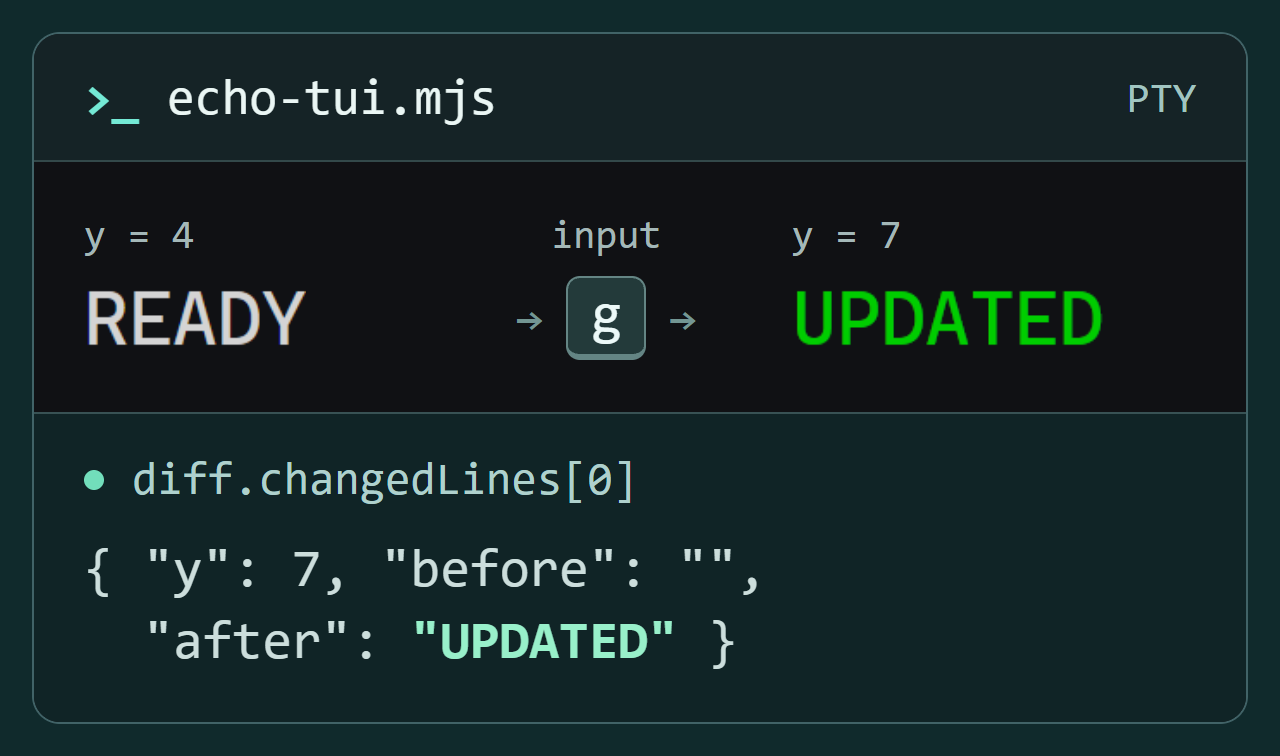 >_ echo-tui.mjs PTY
y = 4 input y = 7
READY → g → UPDATED
diff.changedLines[0]
{ "y": 7, "before": "",
"after": "UPDATED" }